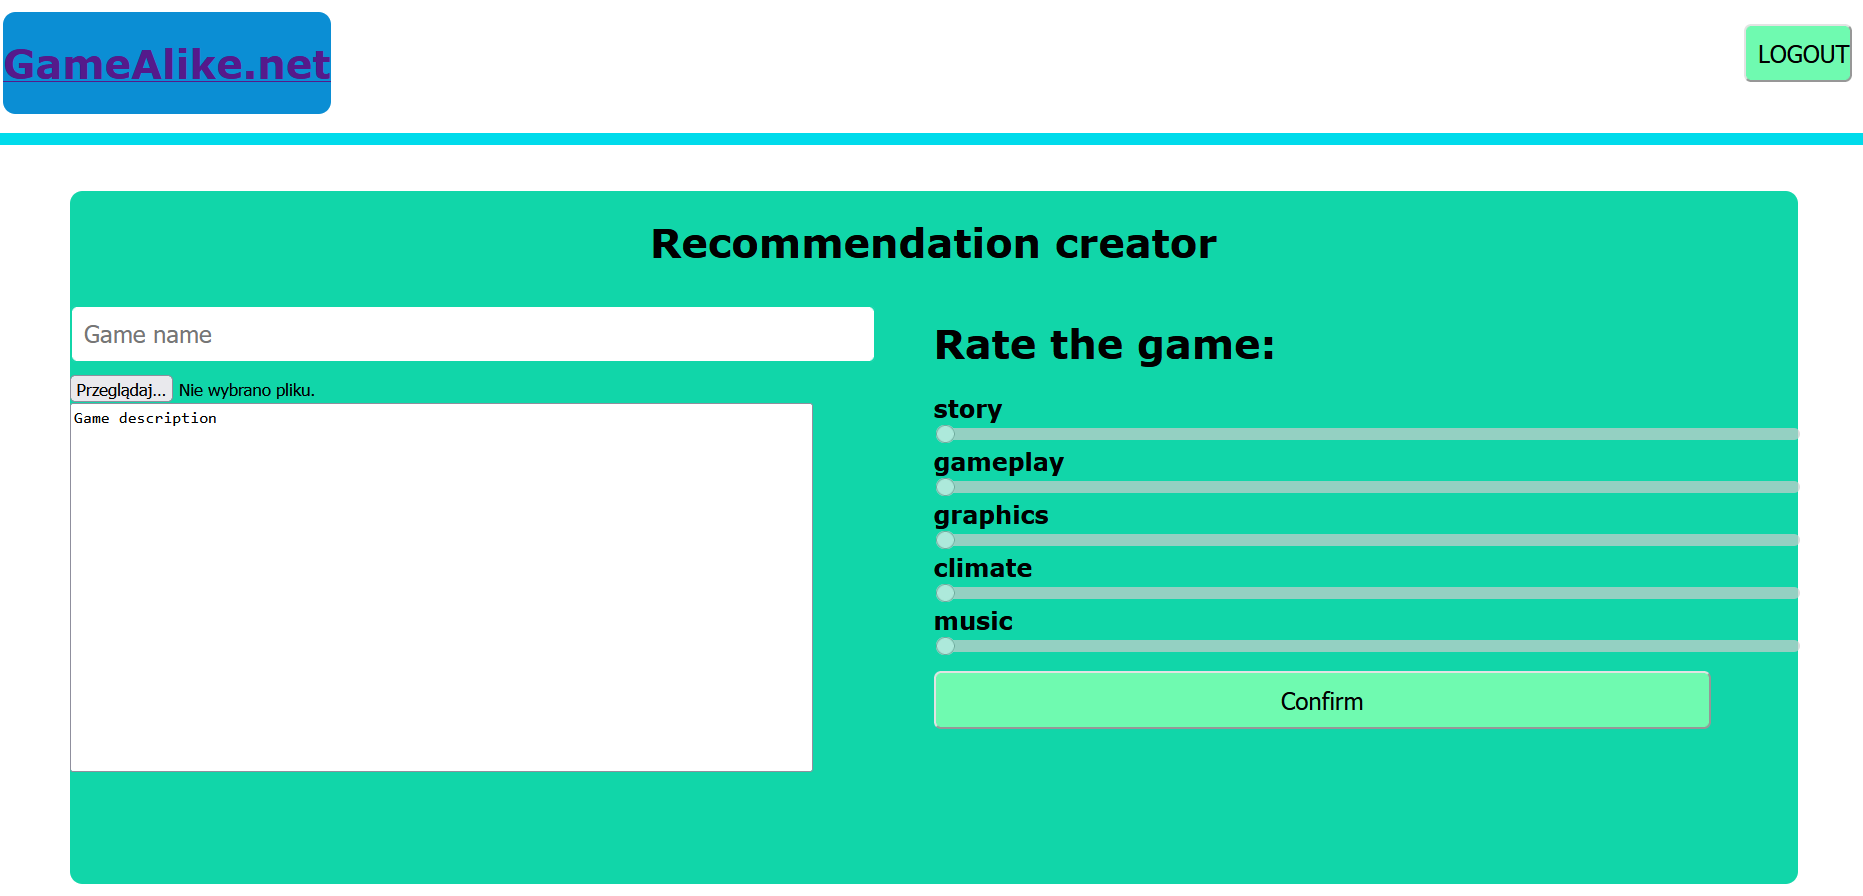 GameAlike.net
LOGOUT
Recommendation creator
Game name
Przeglądaj... Nie wybrano pliku.
Game description
Rate the game:
story
gameplay
graphics
climate
music
Confirm